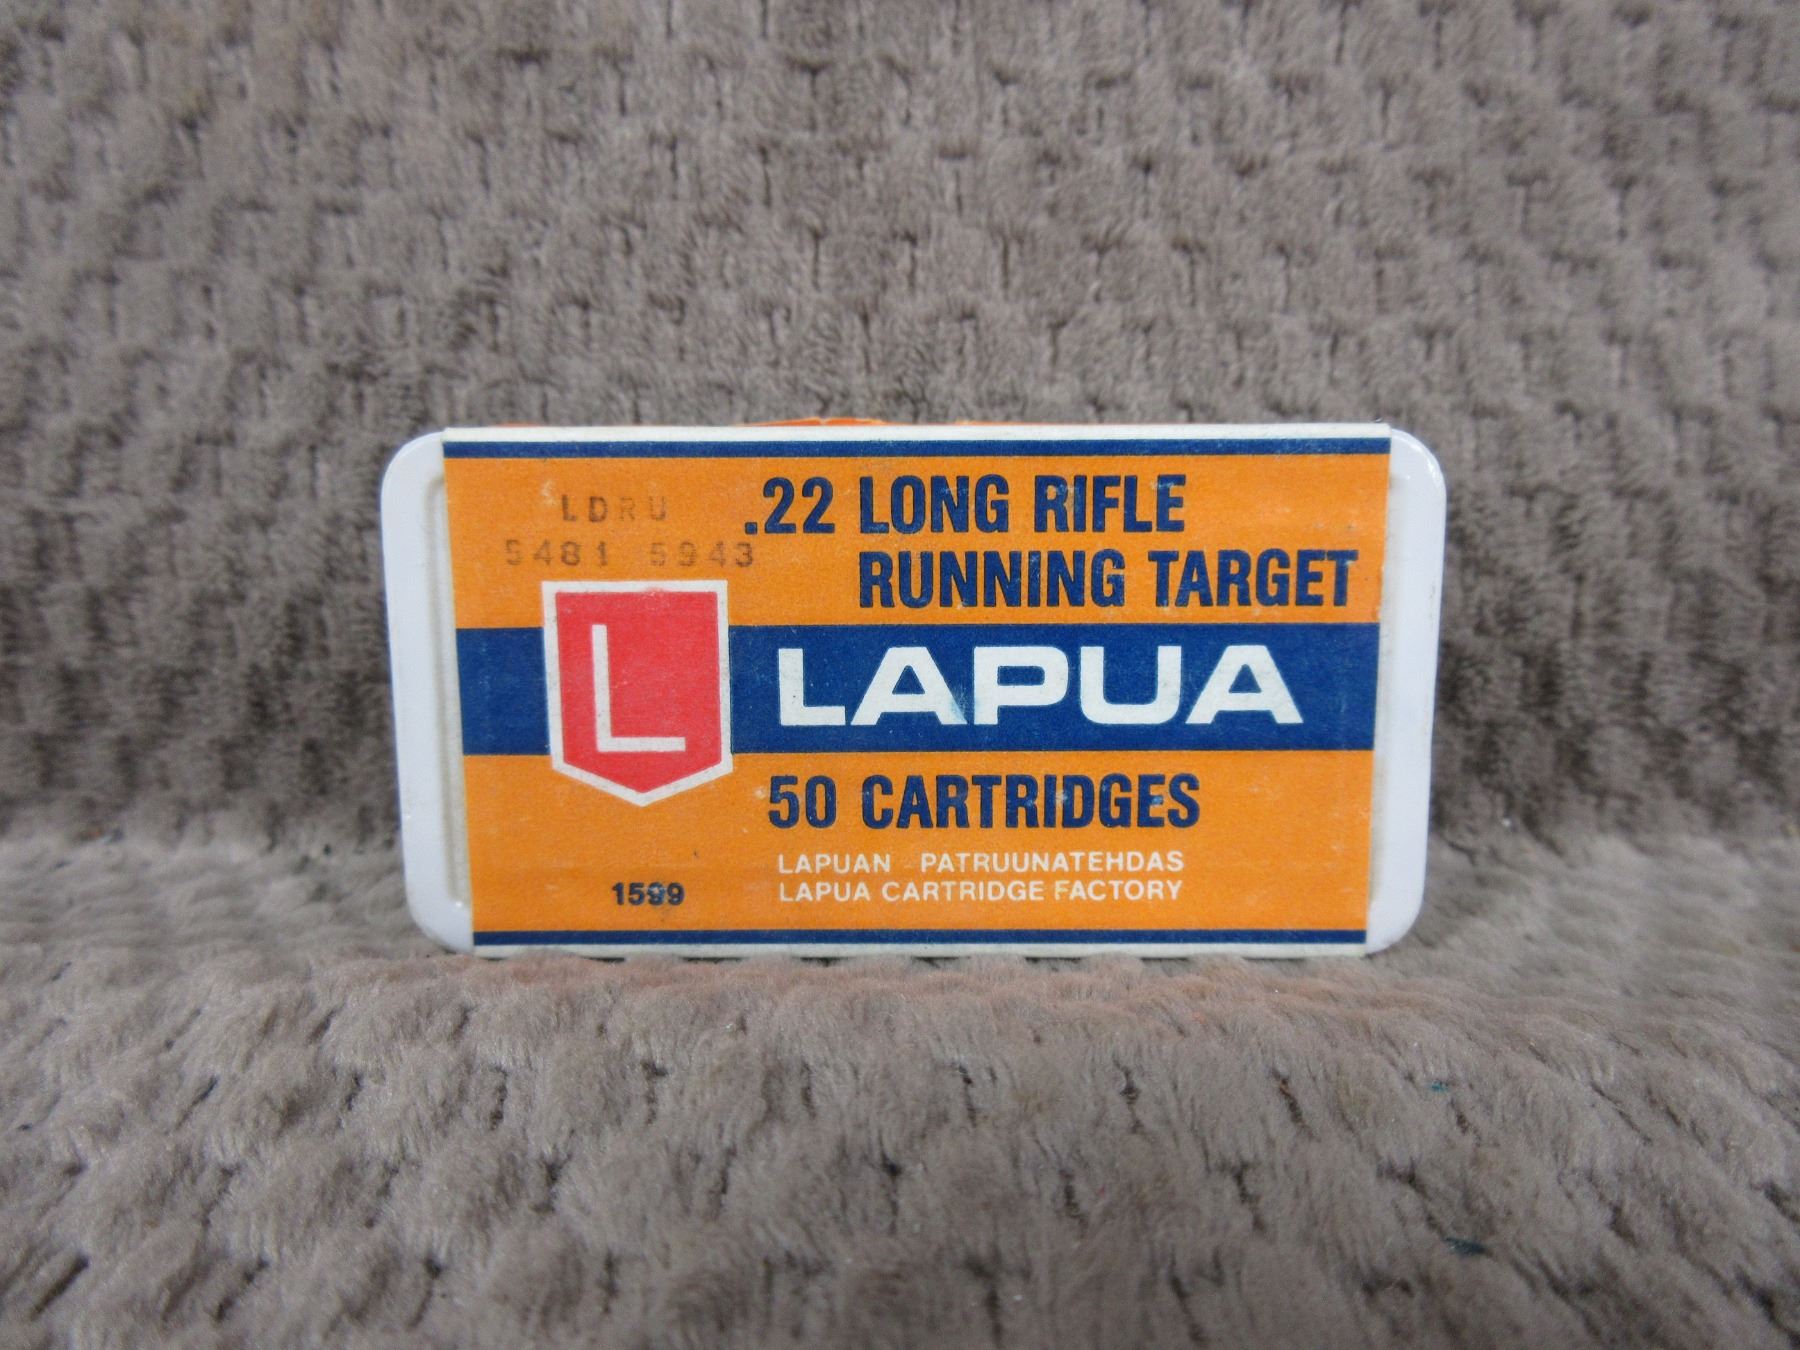 LDRU
5481 5943
.22 LONG RIFLE
RUNNING TARGET
L
LAPUA
50 CARTRIDGES
LAPUAN PATRUUNATEHDAS
LAPUA CARTRIDGE FACTORY
1599